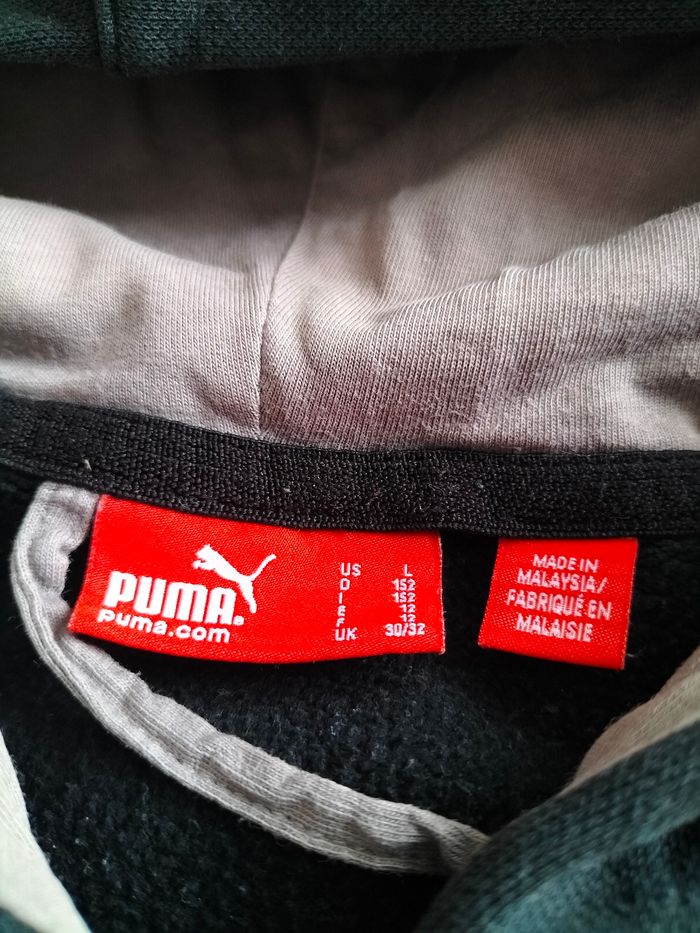 PUMA®
puma.com
US L
D 152
I 152
E 12
F 12
UK 30/32
MADE IN
MALAYSIA/
FABRIQUÉ EN
MALAISIE